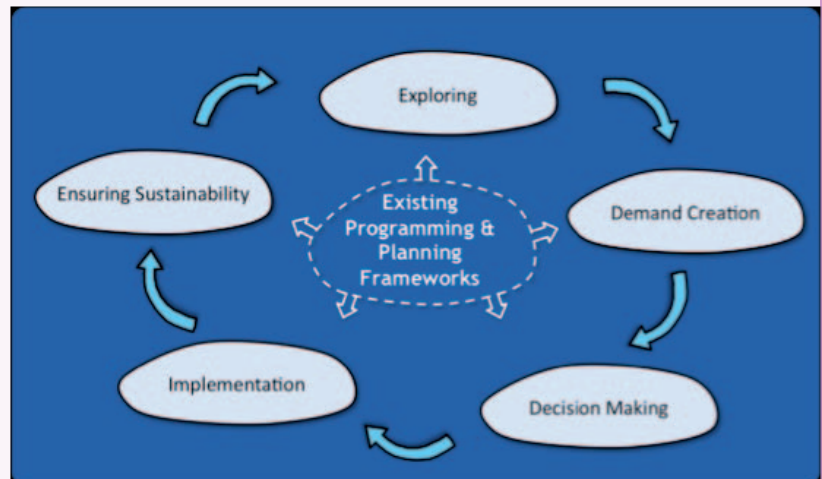 Exploring
Ensuring Sustainability
Existing
Programming &
Planning
Frameworks
Demand Creation
Implementation
Decision Making